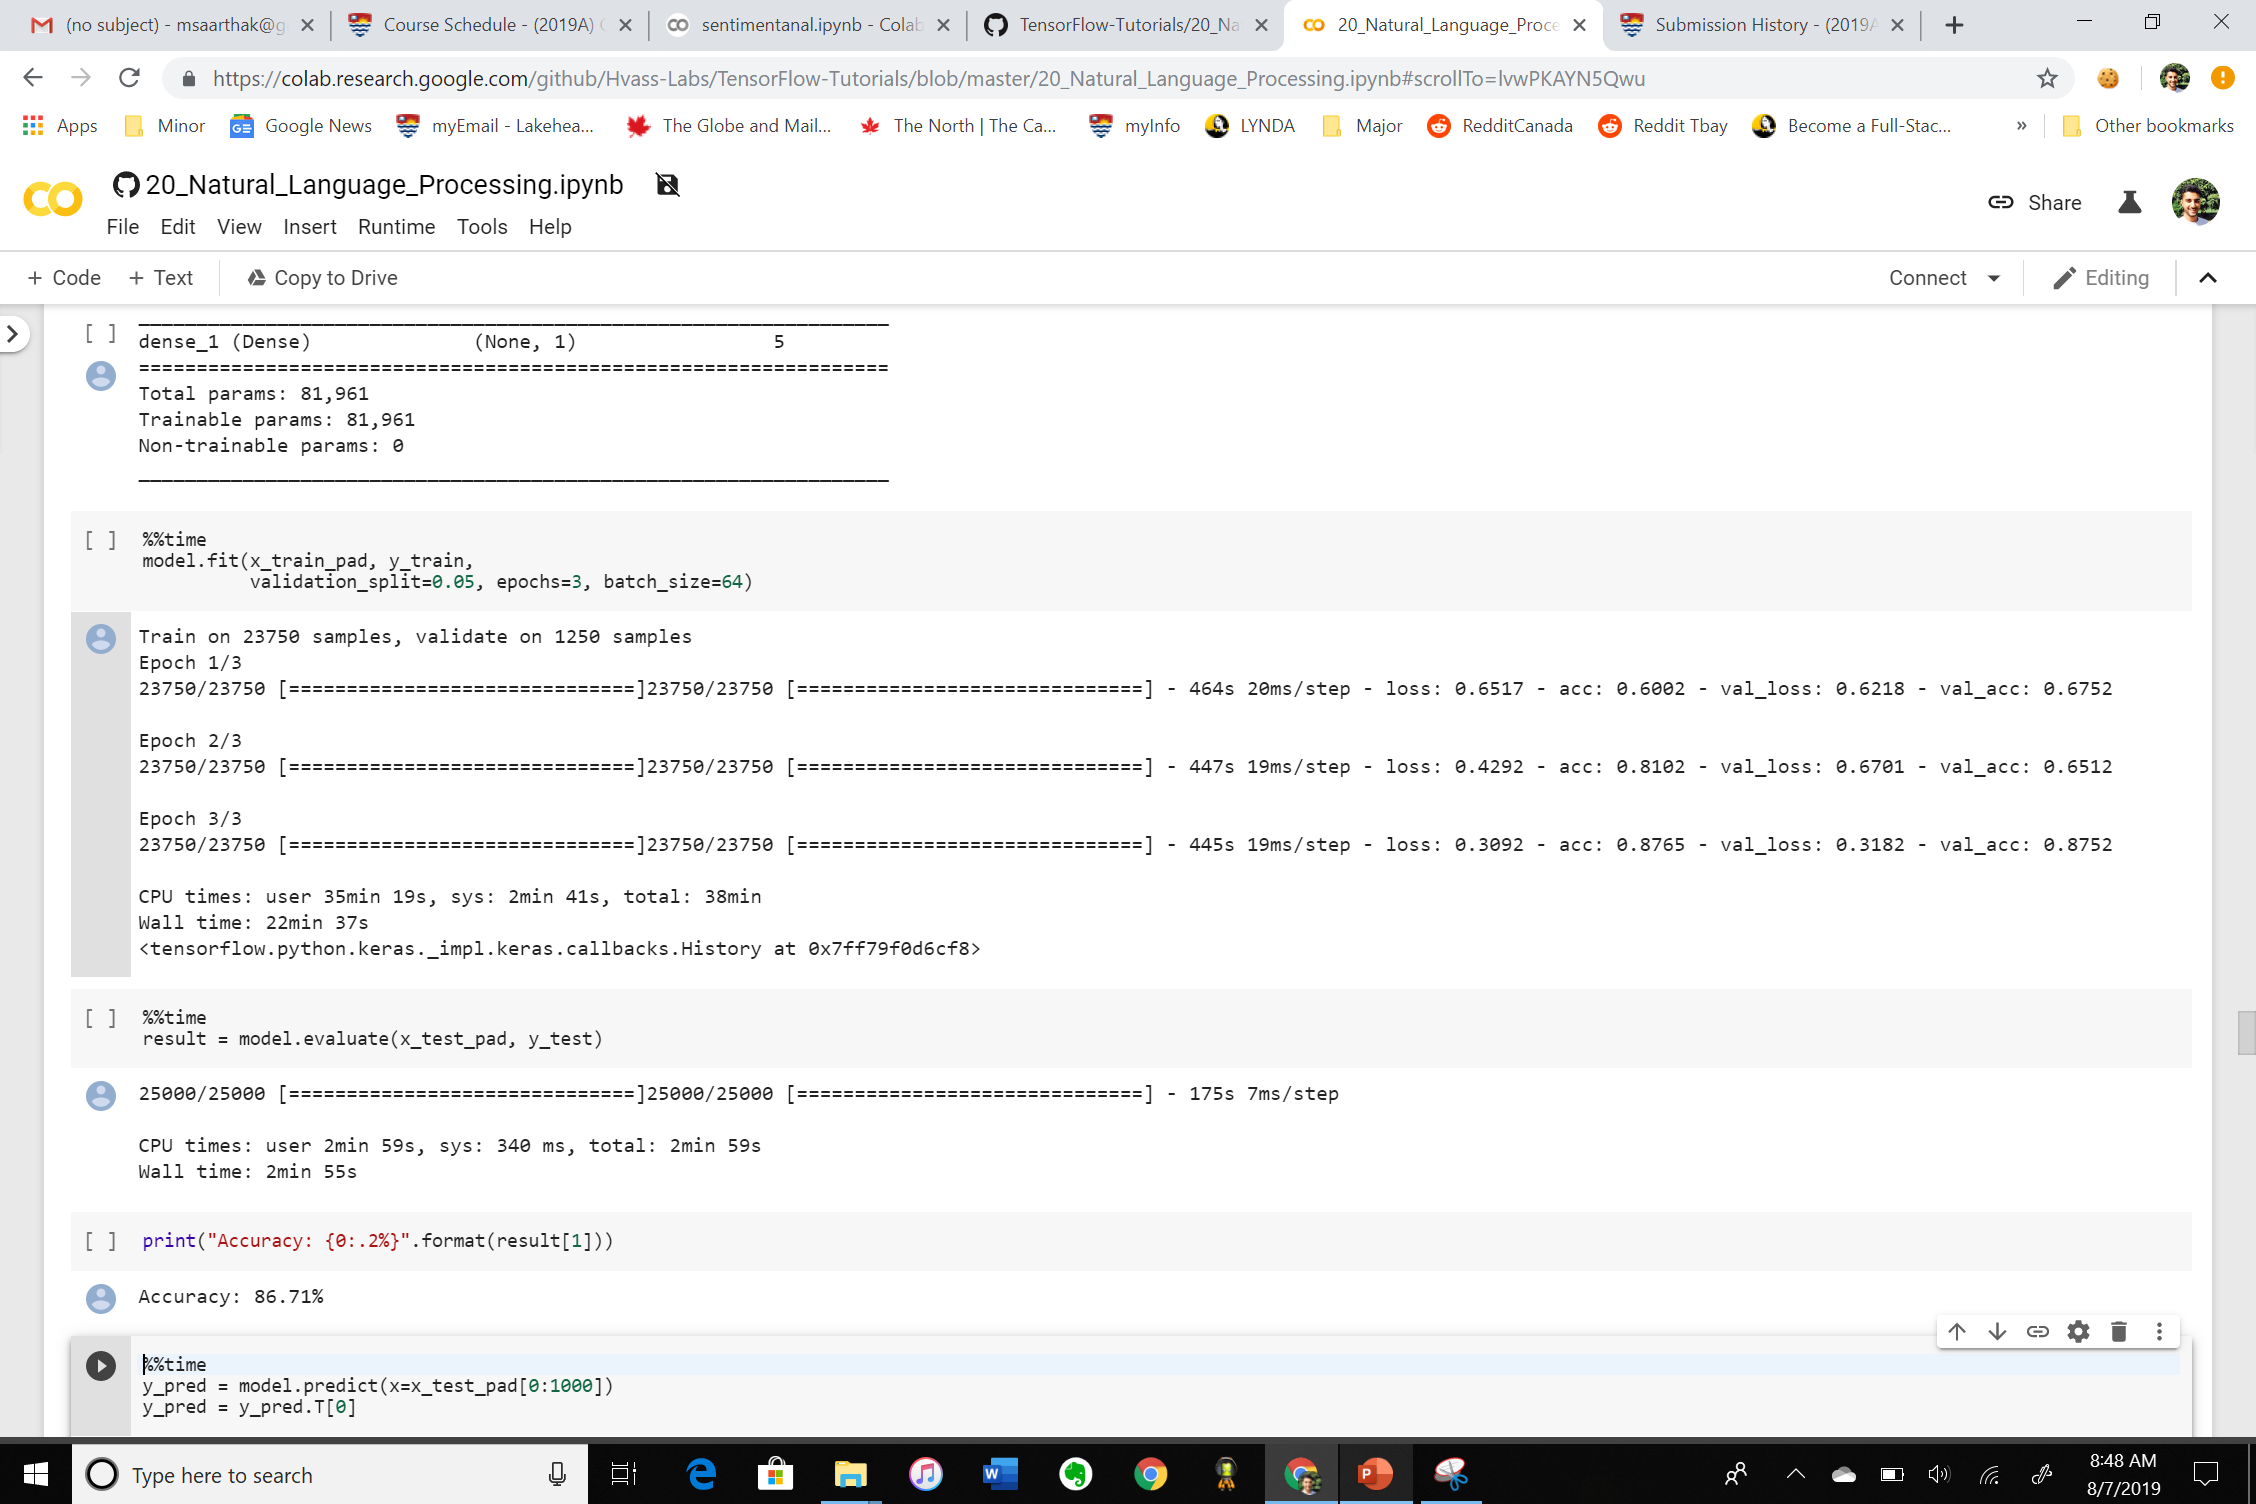 (no subject) - msaarthak@g
Course Schedule - (2019A)
sentimentanal.ipynb - Colab
TensorFlow-Tutorials/20_Na
20_Natural_Language_Proce
Submission History - (2019A
https://colab.research.google.com/github/Hvass-Labs/TensorFlow-Tutorials/blob/master/20_Natural_Language_Processing.ipynb#scrollTo=lvwPKAYN5Qwu
Apps Minor Google News myEmail - Lakehea... The Globe and Mail... The North | The Ca... myInfo LYNDA Major RedditCanada Reddit Tbay Become a Full-Stac... » Other bookmarks
20_Natural_Language_Processing.ipynb
File Edit View Insert Runtime Tools Help
Share
+ Code + Text Copy to Drive Connect Editing
[ ] _________________________________________________________________
dense_1 (Dense) (None, 1) 5
=================================================================
Total params: 81,961
Trainable params: 81,961
Non-trainable params: 0
_________________________________________________________________
[ ] %%time
model.fit(x_train_pad, y_train,
validation_split=0.05, epochs=3, batch_size=64)
Train on 23750 samples, validate on 1250 samples
Epoch 1/3
23750/23750 [==============================]23750/23750 [==============================] - 464s 20ms/step - loss: 0.6517 - acc: 0.6002 - val_loss: 0.6218 - val_acc: 0.6752
Epoch 2/3
23750/23750 [==============================]23750/23750 [==============================] - 447s 19ms/step - loss: 0.4292 - acc: 0.8102 - val_loss: 0.6701 - val_acc: 0.6512
Epoch 3/3
23750/23750 [==============================]23750/23750 [==============================] - 445s 19ms/step - loss: 0.3092 - acc: 0.8765 - val_loss: 0.3182 - val_acc: 0.8752
CPU times: user 35min 19s, sys: 2min 41s, total: 38min
Wall time: 22min 37s
<tensorflow.python.keras._impl.keras.callbacks.History at 0x7ff79f0d6cf8>
[ ] %%time
result = model.evaluate(x_test_pad, y_test)
25000/25000 [==============================]25000/25000 [==============================] - 175s 7ms/step
CPU times: user 2min 59s, sys: 340 ms, total: 2min 59s
Wall time: 2min 55s
[ ] print("Accuracy: {0:.2%}".format(result[1]))
Accuracy: 86.71%
%%time
y_pred = model.predict(x=x_test_pad[0:1000])
y_pred = y_pred.T[0]
Type here to search
8:48 AM
8/7/2019